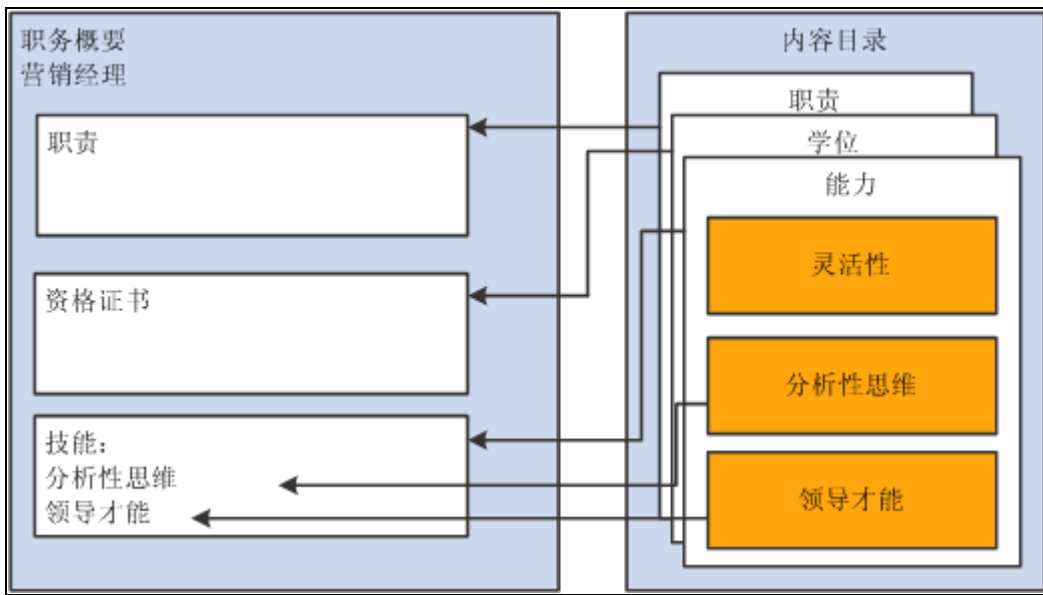 职务概要
营销经理
职责
资格证书
技能：
分析性思维
领导才能
内容目录
职责
学位
能力
灵活性
分析性思维
领导才能